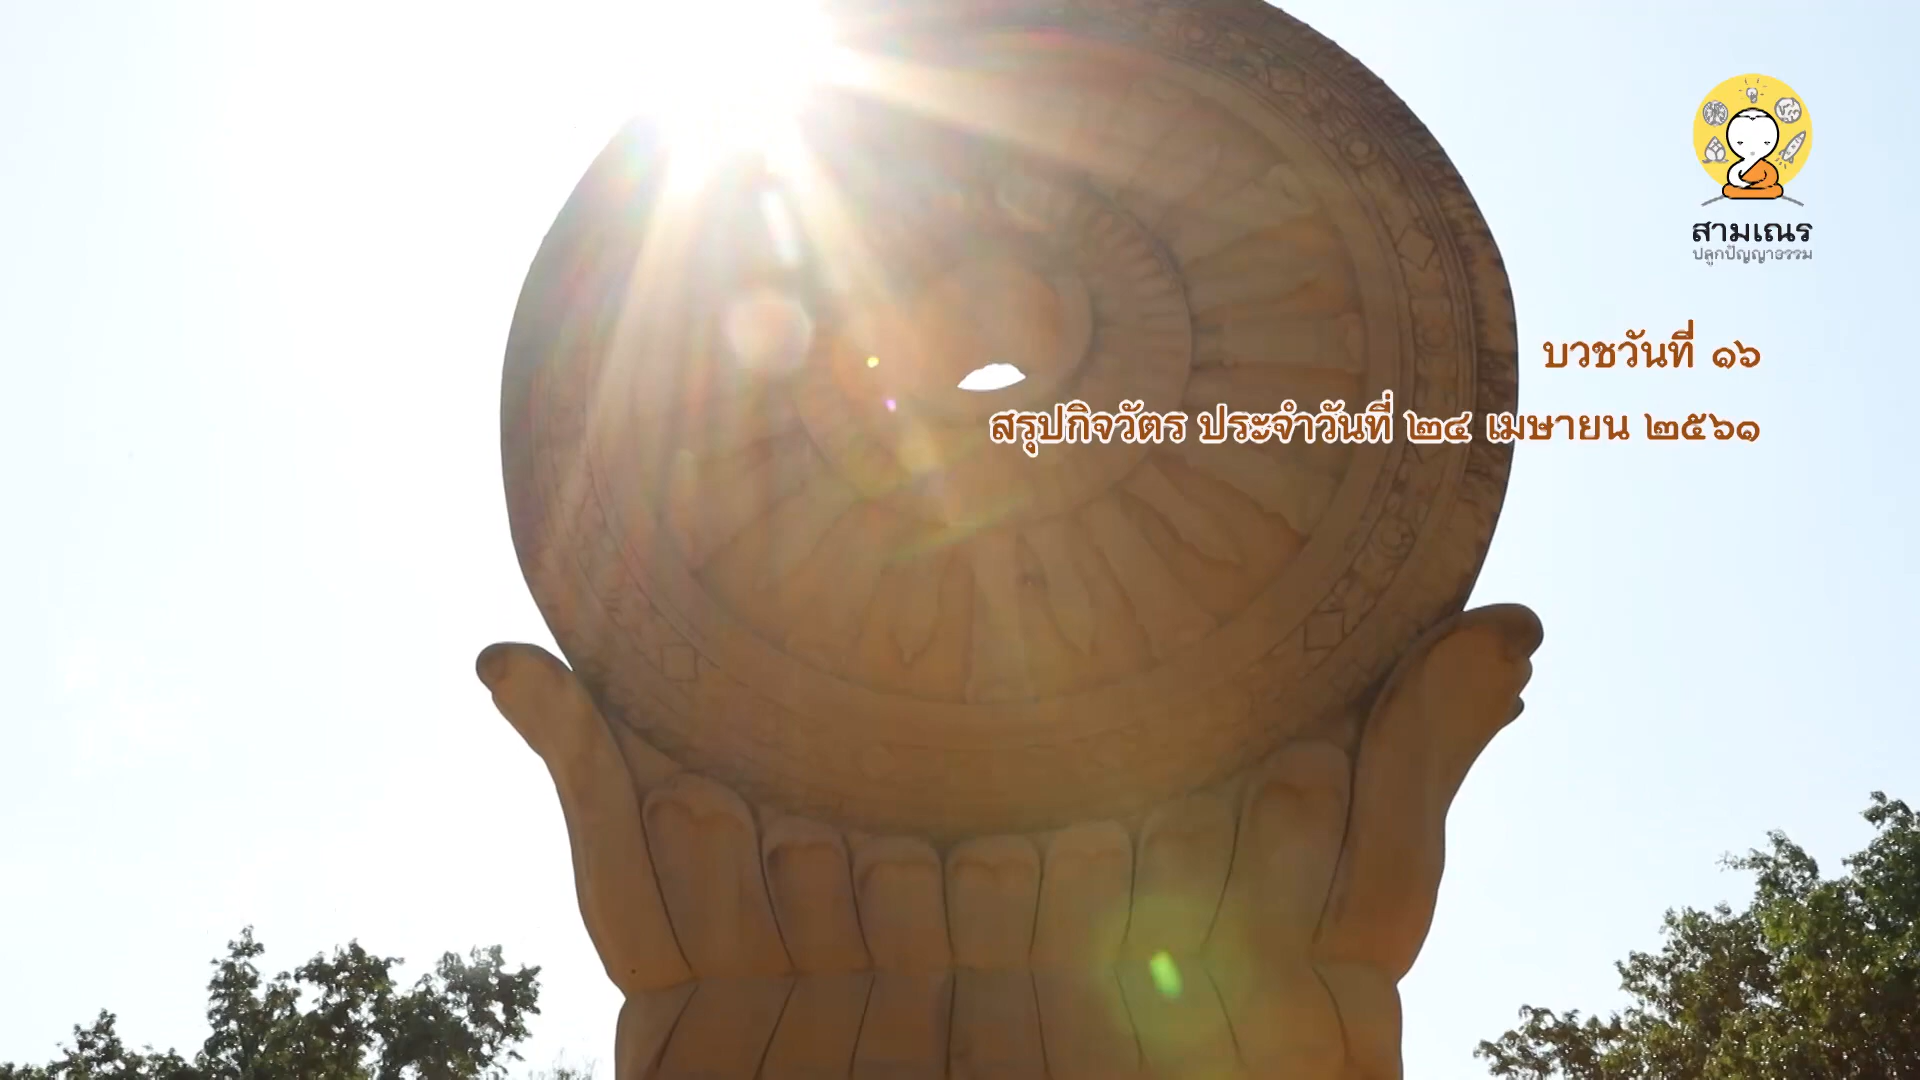 สามเณร
ปลูกปัญญาธรรม
บวชวันที่ ๑๖
สรุปกิจวัตร ประจำวันที่ ๒๔ เมษายน ๒๕๖๑